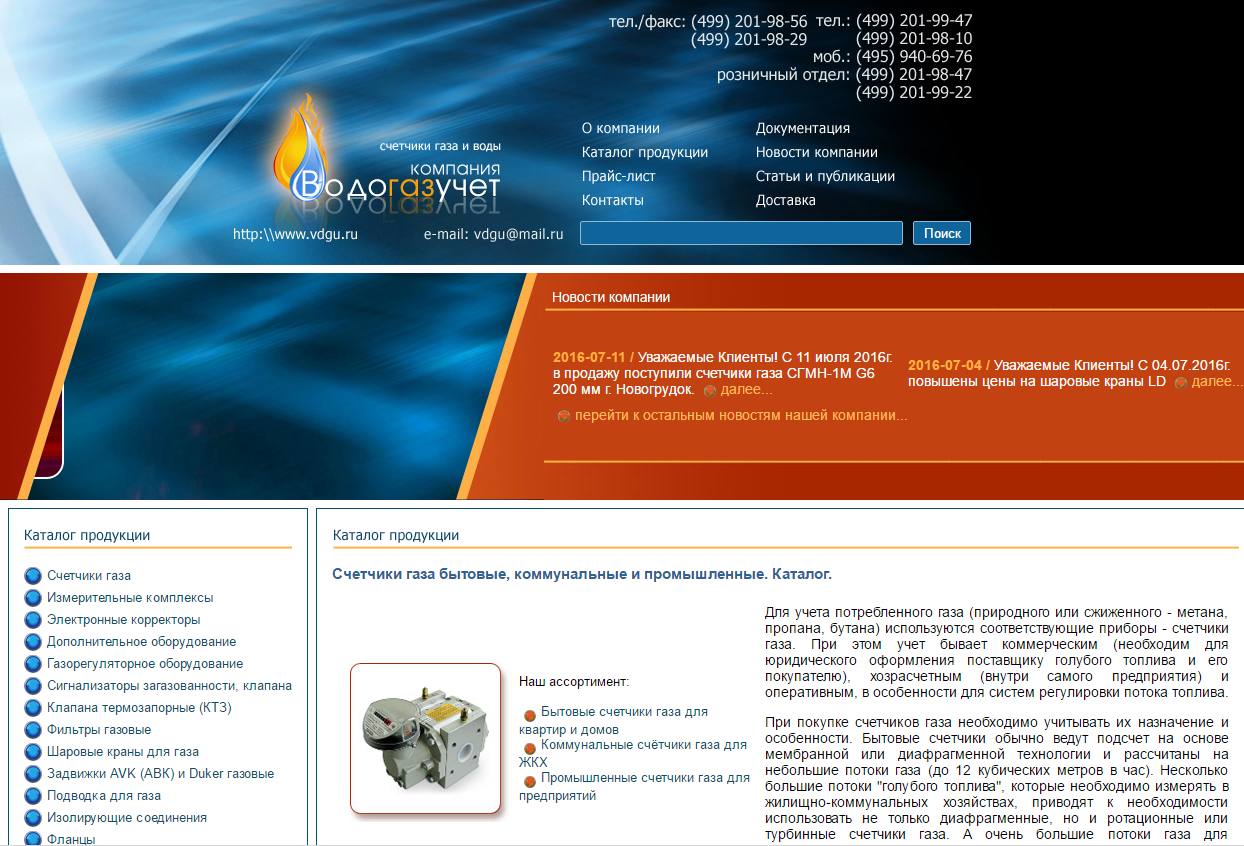 тел./факс: (499) 201-98-56 тел.: (499) 201-99-47
(499) 201-98-29 (499) 201-98-10
моб.: (495) 940-69-76
розничный отдел: (499) 201-98-47
(499) 201-99-22
счетчики газа и воды
компания
Водогазучет
http:\\www.vdgu.ru e-mail: vdgu@mail.ru
О компании
Каталог продукции
Прайс-лист
Контакты
Документация
Новости компании
Статьи и публикации
Доставка
Поиск
Новости компании
2016-07-11 / Уважаемые Клиенты! С 11 июля 2016г.
в продажу поступили счетчики газа СГМН-1М G6
200 мм г. Новогрудок. далее...
2016-07-04 / Уважаемые Клиенты! С 04.07.2016г.
повышены цены на шаровые краны LD далее...
перейти к остальным новостям нашей компании...
Каталог продукции
Счетчики газа
Измерительные комплексы
Электронные корректоры
Дополнительное оборудование
Газорегуляторное оборудование
Сигнализаторы загазованности, клапана
Клапана термозапорные (КТЗ)
Фильтры газовые
Шаровые краны для газа
Задвижки AVK (АВК) и Duker газовые
Подводка для газа
Изолирующие соединения
Фланцы
Каталог продукции
Счетчики газа бытовые, коммунальные и промышленные. Каталог.
Наш ассортимент:
Бытовые счетчики газа для
квартир и домов
Коммунальные счётчики газа для
ЖКХ
Промышленные счетчики газа для
предприятий
Для учета потребленного газа (природного или сжиженного - метана,
пропана, бутана) используются соответствующие приборы - счетчики
газа. При этом учет бывает коммерческим (необходим для
юридического оформления поставщику голубого топлива и его
покупателю), хозрасчетным (внутри самого предприятия) и
оперативным, в особенности для систем регулировки потока топлива.
При покупке счетчиков газа необходимо учитывать их назначение и
особенности. Бытовые счетчики обычно ведут подсчет на основе
мембранной или диафрагменной технологии и рассчитаны на
небольшие потоки газа (до 12 кубических метров в час). Несколько
большие потоки "голубого топлива", которые необходимо измерять в
жилищно-коммунальных хозяйствах, приводят к необходимости
использовать не только диафрагменные, но и ротационные или
турбинные счетчики газа. А очень большие потоки газа для